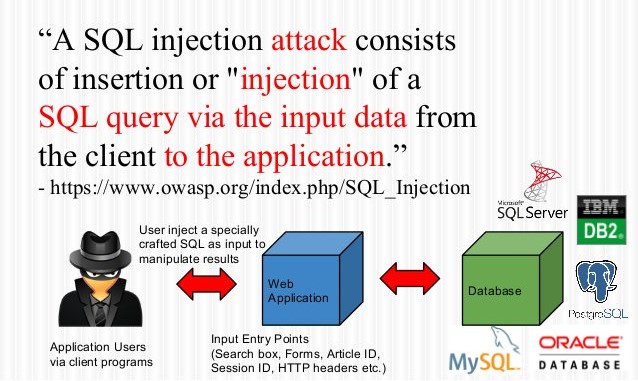 “A SQL injection attack consists
of insertion or "injection" of a
SQL query via the input data from
the client to the application.”
- https://www.owasp.org/index.php/SQL_Injection
Microsoft
SQL Server
IBM
DB2
User inject a specially
crafted SQL as input to
manipulate results
Web
Application
Database
PostgreSQL
Application Users
via client programs
Input Entry Points
(Search box, Forms, Article ID,
Session ID, HTTP headers etc.)
MySQL
ORACLE
DATABASE